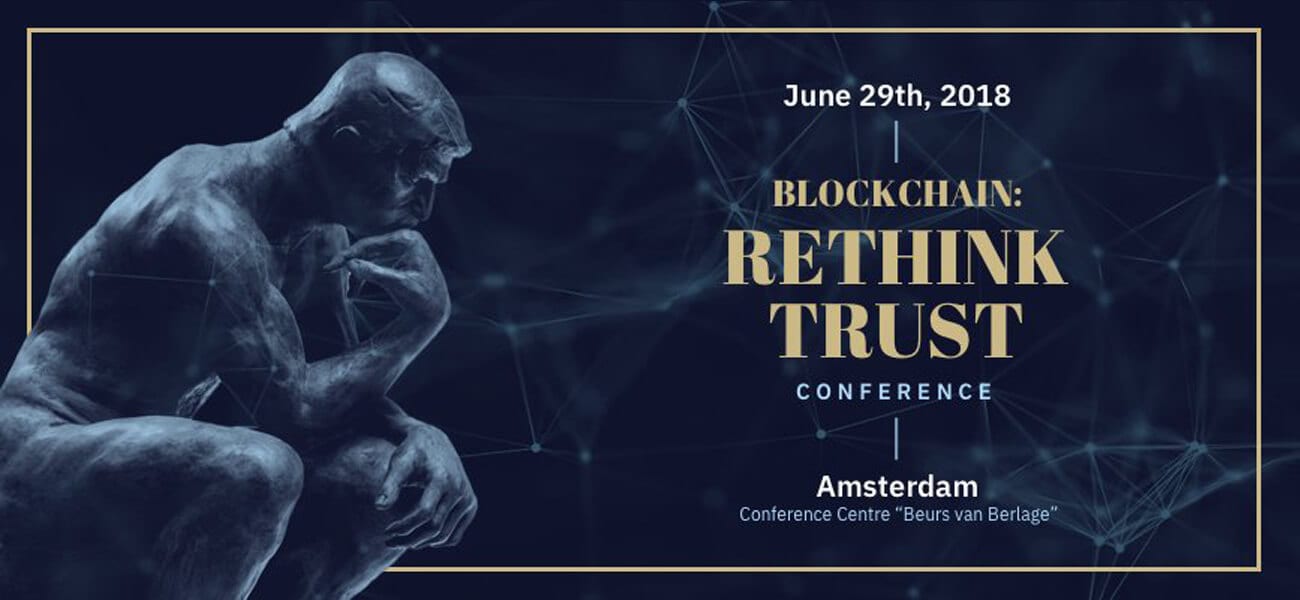 June 29th, 2018
BLOCKCHAIN:
RETHINK
TRUST
CONFERENCE
Amsterdam
Conference Centre “Beurs van Berlage”